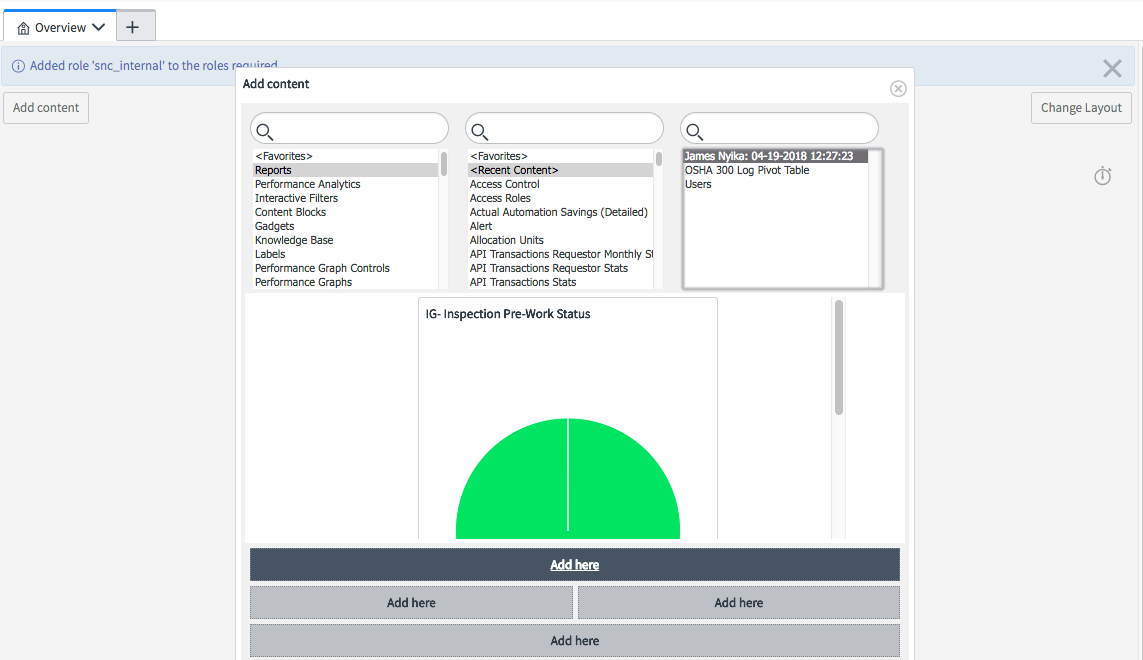 Overview
+
Added role 'snc_internal' to the roles required
Add content
Change Layout
Add content
<Favorites>
Reports
Performance Analytics
Interactive Filters
Content Blocks
Gadgets
Knowledge Base
Labels
Performance Graph Controls
Performance Graphs
<Favorites>
<Recent Content>
Access Control
Access Roles
Actual Automation Savings (Detailed)
Alert
Allocation Units
API Transactions Requestor Monthly St
API Transactions Requestor Stats
API Transactions Stats
James Nyika: 04-19-2018 12:27:23
OSHA 300 Log Pivot Table
Users
IG- Inspection Pre-Work Status
Add here
Add here
Add here
Add here